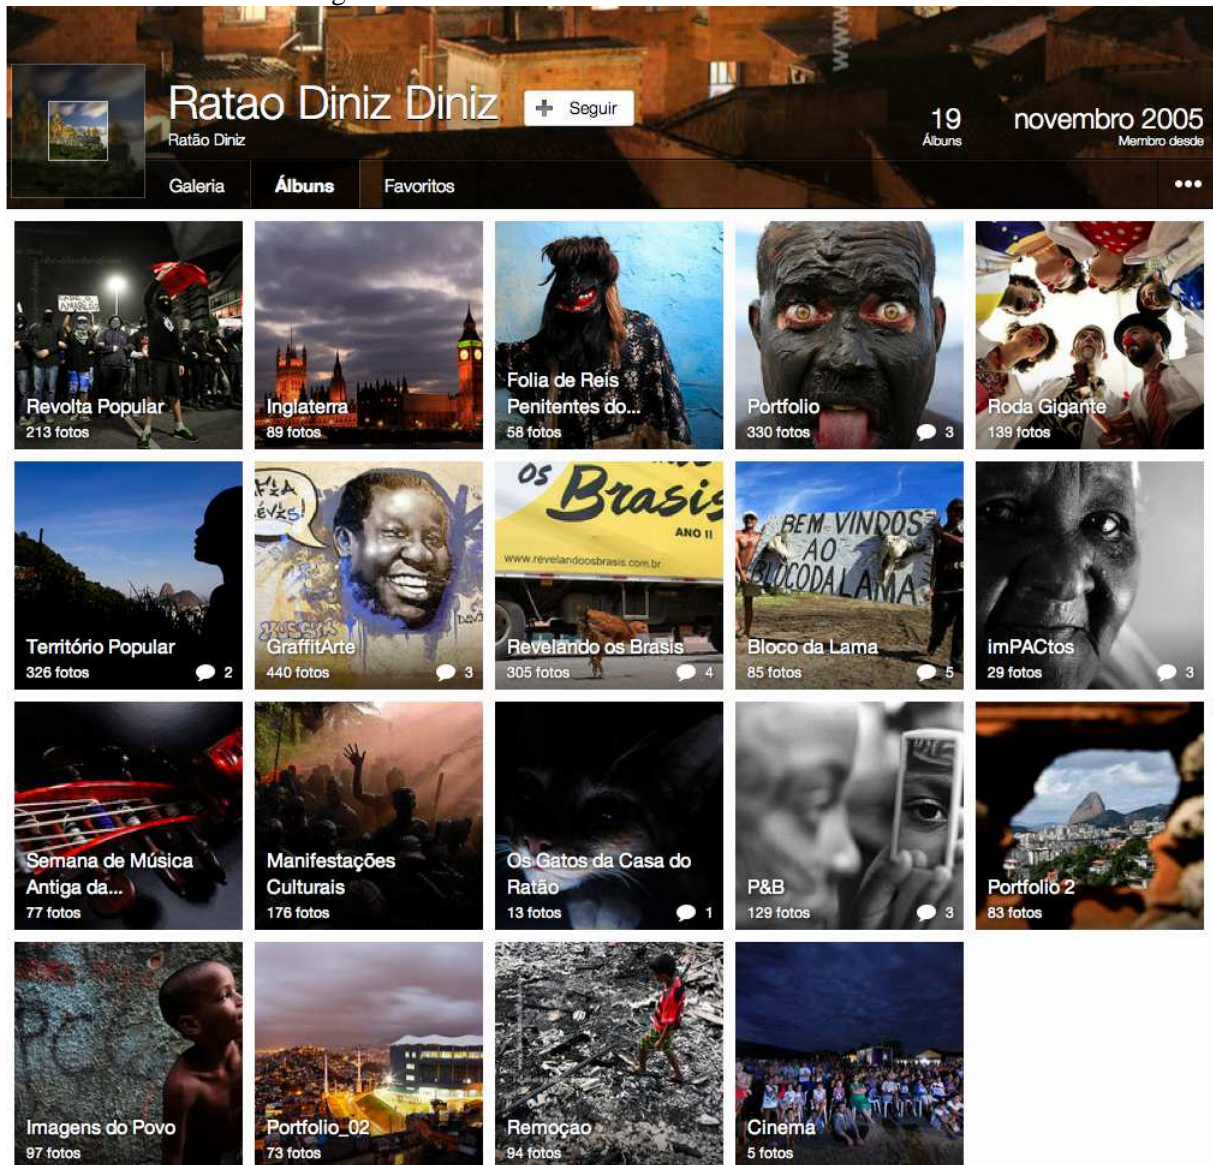 Ratao Diniz Diniz
+ Seguir
Ratão Diniz
19
Álbuns
novembro 2005
Membro desde
Galeria
Álbuns
Favoritos
•••
CADE O
AMARILDO
Revolta Popular
213 fotos
Inglaterra
89 fotos
Folia de Reis
Penitentes do...
58 fotos
Portfolio
330 fotos
3
Roda Gigante
139 fotos
Território Popular
326 fotos
2
GraffitArte
440 fotos
3
os Brasis
ANO II
www.revelandoosbrasis.com.br
Revelando os Brasis
305 fotos
4
BEM VINDOS
AO
BLOCODALAMA
Bloco da Lama
85 fotos
5
imPACtos
29 fotos
3
Semana de Música
Antiga da...
77 fotos
Manifestações
Culturais
176 fotos
Os Gatos da Casa do
Ratão
13 fotos
1
P&B
129 fotos
3
Portfolio 2
83 fotos
Imagens do Povo
97 fotos
Portfolio_02
73 fotos
Remoçao
94 fotos
Cinema
5 fotos